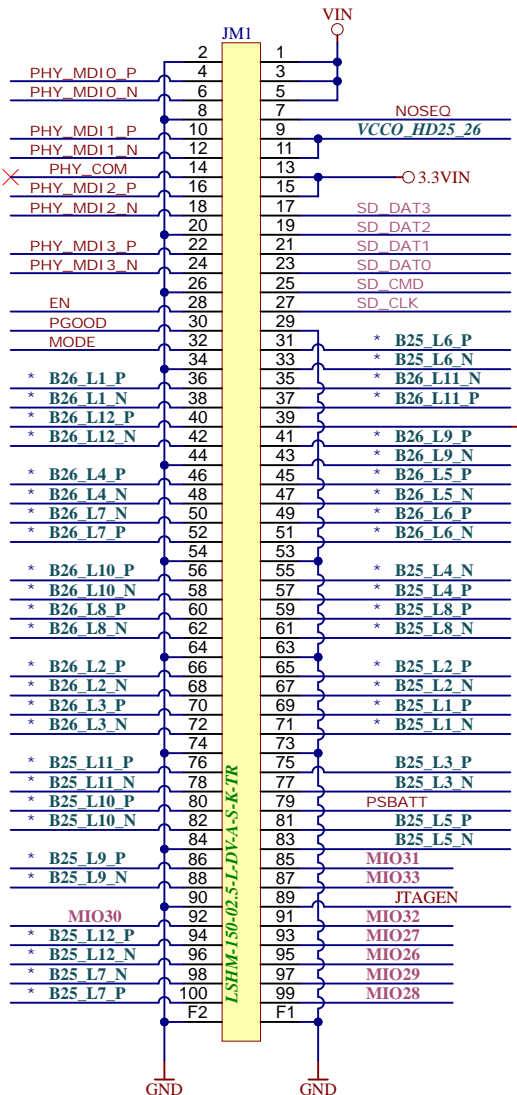 VIN
JM1
2 1
PHY_MDI0_P 4 3
PHY_MDI0_N 6 5
8 7 NOSEQ
PHY_MDI1_P 10 9 VCCO_HD25_26
PHY_MDI1_N 12 11
PHY_COM 14 13 3.3VIN
PHY_MDI2_P 16 15
PHY_MDI2_N 18 17 SD_DAT3
20 19 SD_DAT2
PHY_MDI3_P 22 21 SD_DAT1
PHY_MDI3_N 24 23 SD_DAT0
26 25 SD_CMD
EN 28 27 SD_CLK
PGOOD 30 29
MODE 32 31 * B25_L6_P
34 33 * B25_L6_N
* B26_L1_P 36 35 * B26_L11_N
* B26_L1_N 38 37 * B26_L11_P
* B26_L12_P 40 39
* B26_L12_N 42 41 * B26_L9_P
44 43 * B26_L9_N
* B26_L4_P 46 45 * B26_L5_P
* B26_L4_N 48 47 * B26_L5_N
* B26_L7_N 50 49 * B26_L6_P
* B26_L7_P 52 51 * B26_L6_N
54 53
* B26_L10_P 56 55 * B25_L4_N
* B26_L10_N 58 57 * B25_L4_P
* B26_L8_P 60 59 * B25_L8_P
* B26_L8_N 62 61 * B25_L8_N
64 63
* B26_L2_P 66 65 * B25_L2_P
* B26_L2_N 68 67 * B25_L2_N
* B26_L3_P 70 69 * B25_L1_P
* B26_L3_N 72 71 * B25_L1_N
74 73
* B25_L11_P 76 75 B25_L3_P
* B25_L11_N 78 77 B25_L3_N
* B25_L10_P 80 79 PSBATT
* B25_L10_N 82 81 B25_L5_P
84 83 B25_L5_N
* B25_L9_P 86 85 MIO31
* B25_L9_N 88 87 MIO33
90 89 JTAGEN
MIO30 92 91 MIO32
* B25_L12_P 94 93 MIO27
* B25_L12_N 96 95 MIO26
* B25_L7_N 98 97 MIO29
* B25_L7_P 100 99 MIO28
F2 F1
LSHM-150-02.5-L-DV-A-S-K-TR
GND GND